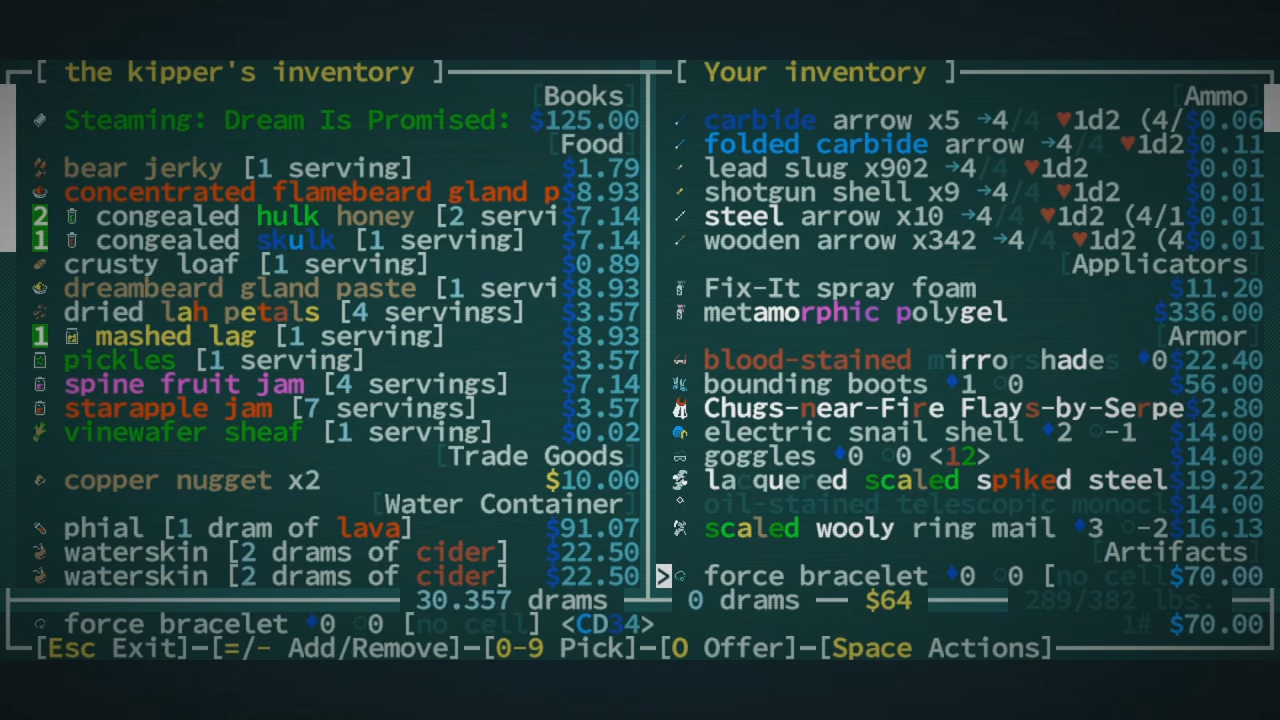 [ the kipper's inventory ]
[Books]
Steaming: Dream Is Promised: $125.00
[Food]
bear jerky [1 serving] $1.79
concentrated flamebeard gland p$8.93
2 congealed hulk honey [2 servi$7.14
1 congealed skulk [1 serving] $7.14
crusty loaf [1 serving] $0.89
dreambeard gland paste [1 servi$8.93
dried lah petals [4 servings] $3.57
1 mashed lag [1 serving] $8.93
pickles [1 serving] $3.57
spine fruit jam [4 servings] $7.14
starapple jam [7 servings] $3.57
vinewafer sheaf [1 serving] $0.02
[Trade Goods]
copper nugget x2 $10.00
[Water Container]
phial [1 dram of lava] $91.07
waterskin [2 drams of cider] $22.50
waterskin [2 drams of cider] $22.50
30.357 drams
[ Your inventory ]
[Ammo]
carbide arrow x5 →4/4 ♥1d2 (4/$0.06
folded carbide arrow →4/4 ♥1d2$0.11
lead slug x902 →4/4 ♥1d2 $0.01
shotgun shell x9 →4/4 ♥1d2 $0.01
steel arrow x10 →4/4 ♥1d2 (4/1$0.01
wooden arrow x342 →4/4 ♥1d2 (4$0.01
[Applicators]
Fix-It spray foam $11.20
metamorphic polygel $336.00
[Armor]
blood-stained mirrorshades ♦0$22.40
bounding boots ♦1 ○0 $56.00
Chugs-near-Fire Flays-by-Serpe$2.80
electric snail shell ♦2 ○-1 $14.00
goggles ♦0 ○0 <12> $14.00
lacquered scaled spiked steel$19.22
oil-stained telescopic monocl$14.00
scaled wooly ring mail ♦3 ○-2$16.13
[Artifacts]
> force bracelet ♦0 ○0 [no cel$70.00
0 drams — $64 289/382 lbs.
force bracelet ♦0 ○0 [no cell] <CD34> 1# $70.00
[Esc Exit]—[=/- Add/Remove]—[0-9 Pick]—[O Offer]—[Space Actions]